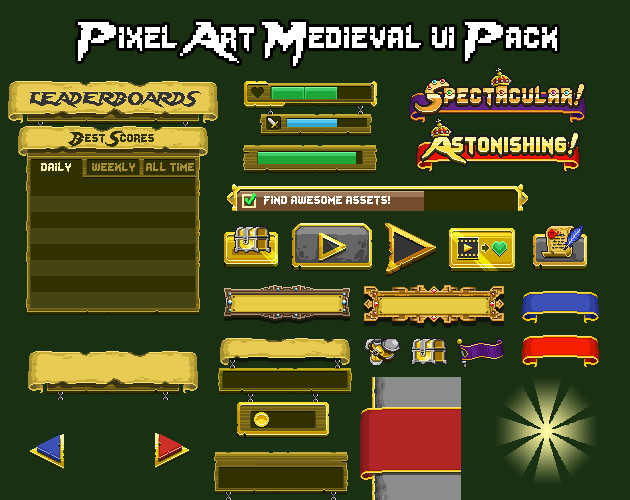 Pixel Art Medieval UI Pack
LEADERBOARDS
Best Scores
DAILY WEEKLY ALL TIME
Spectacular!
Astonishing!
FIND AWESOME ASSETS!